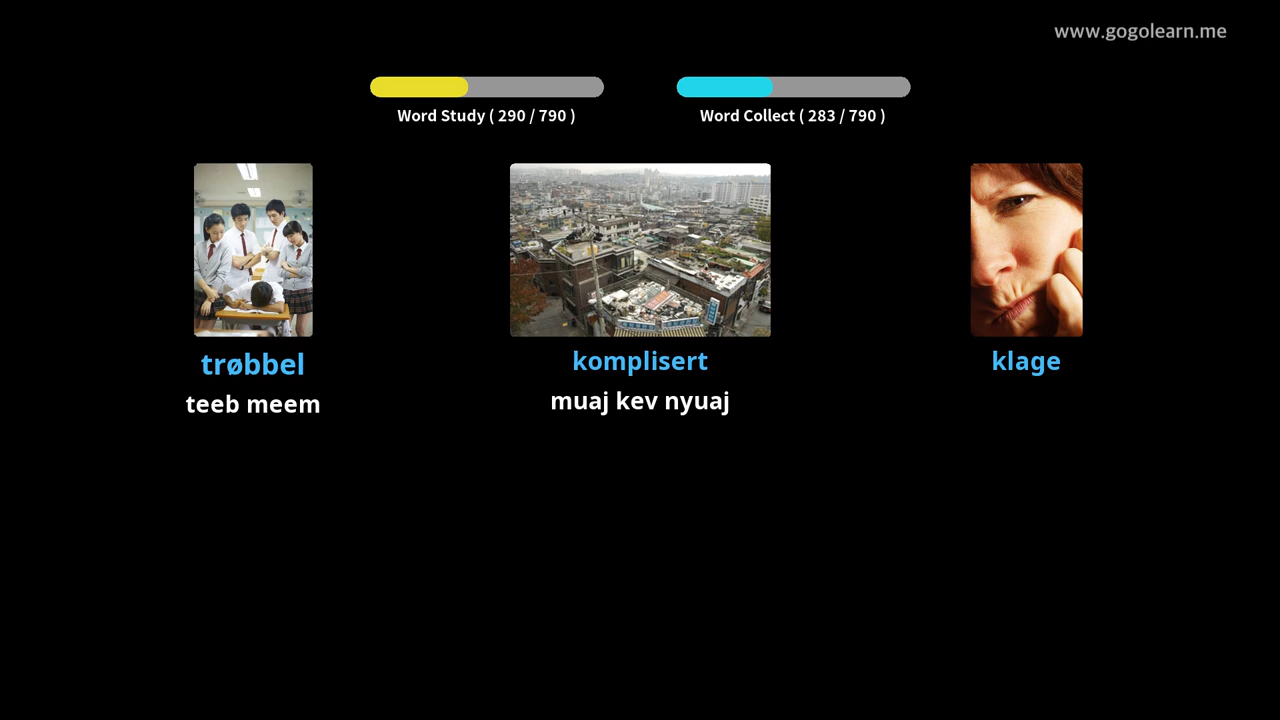 www.gogolearn.me
Word Study ( 290 / 790 )
Word Collect ( 283 / 790 )
trøbbel
komplisert
klage
teeb meem
muaj kev nyuaj